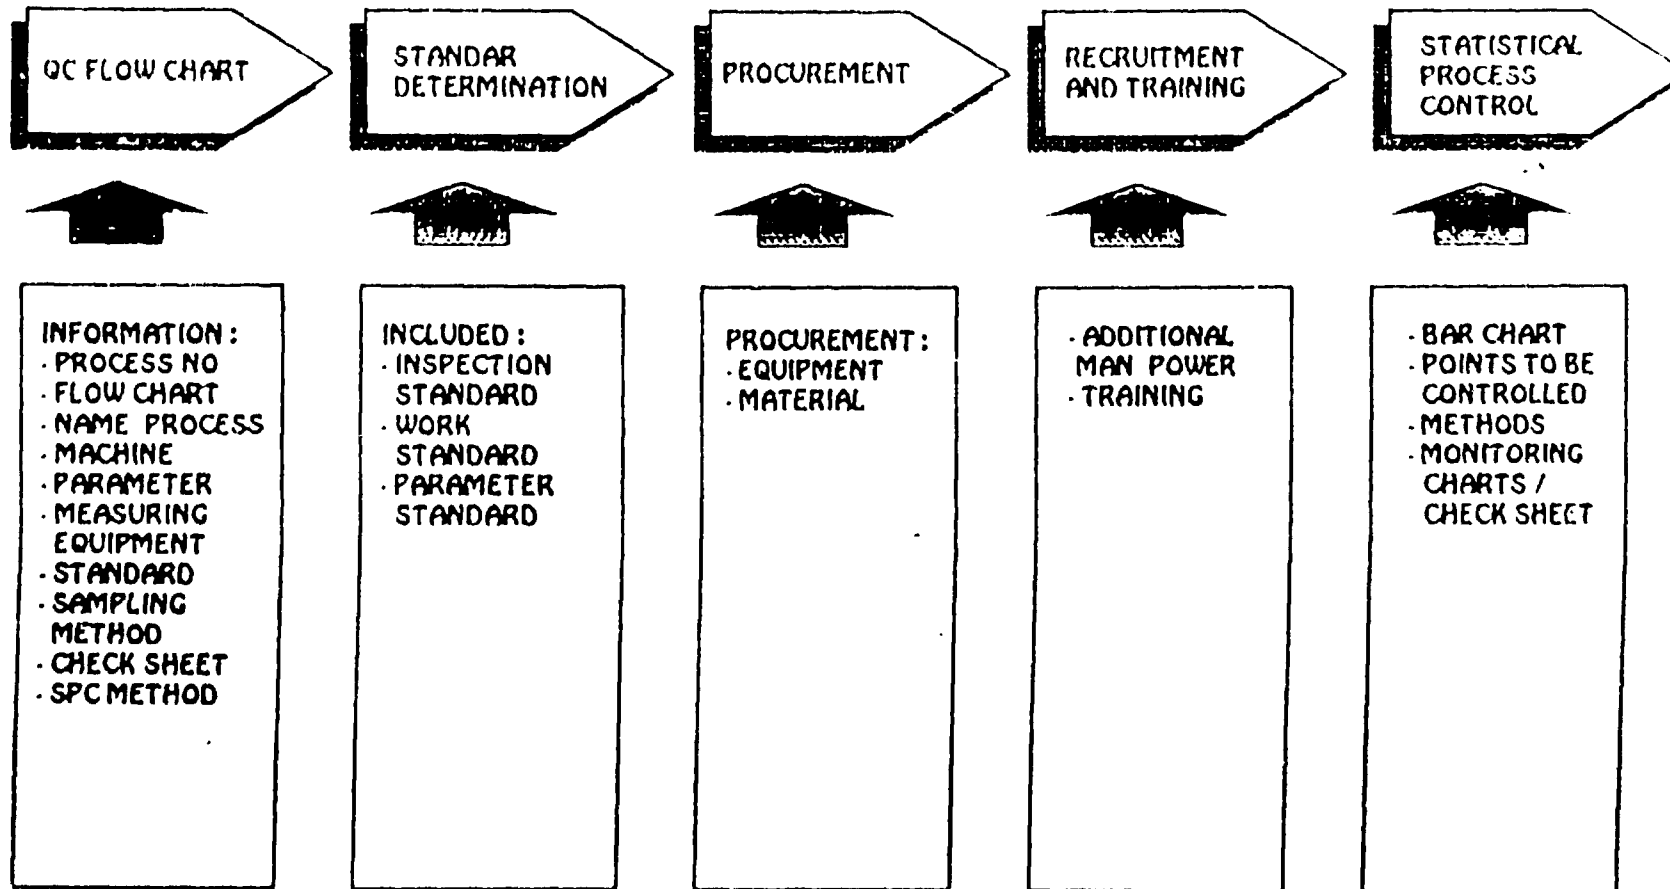 QC FLOW CHART
STANDAR
DETERMINATION
PROCUREMENT
RECRUITMENT
AND TRAINING
STATISTICAL
PROCESS
CONTROL
INFORMATION :
· PROCESS NO
· FLOW CHART
· NAME PROCESS
· MACHINE
· PARAMETER
· MEASURING
EQUIPMENT
· STANDARD
· SAMPLING
METHOD
· CHECK SHEET
· SPC METHOD
INCLUDED :
· INSPECTION
STANDARD
· WORK
STANDARD
· PARAMETER
STANDARD
PROCUREMENT :
· EQUIPMENT
· MATERIAL
· ADDITIONAL
MAN POWER
· TRAINING
· BAR CHART
· POINTS TO BE
CONTROLLED
· METHODS
· MONITORING
CHARTS /
CHECK SHEET